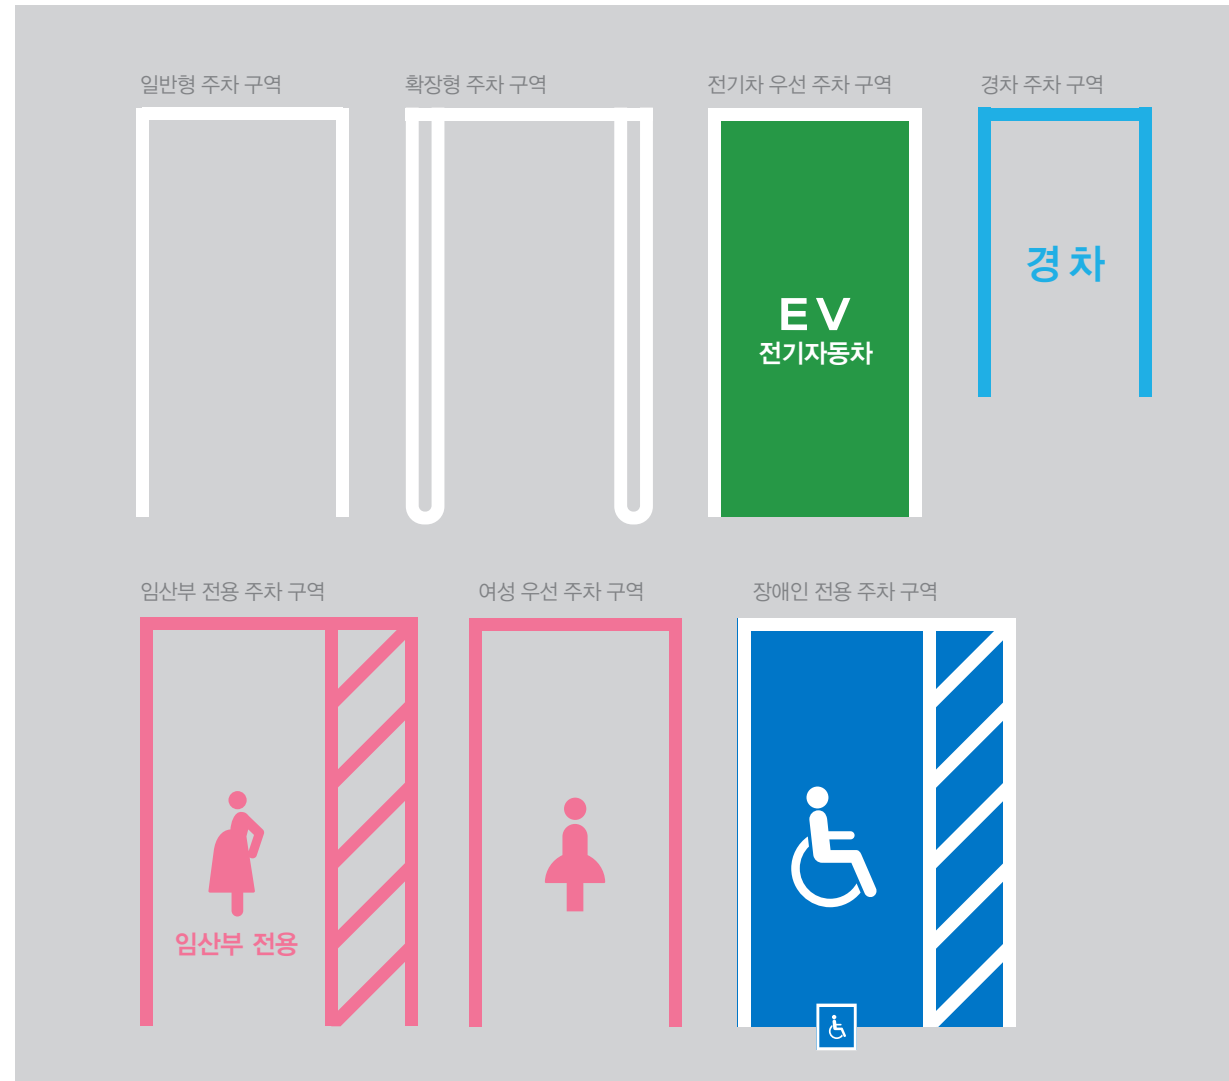 일반형 주차 구역
확장형 주차 구역
전기차 우선 주차 구역
경차 주차 구역
경차
EV
전기자동차
임산부 전용 주차 구역
여성 우선 주차 구역
장애인 전용 주차 구역
임산부 전용